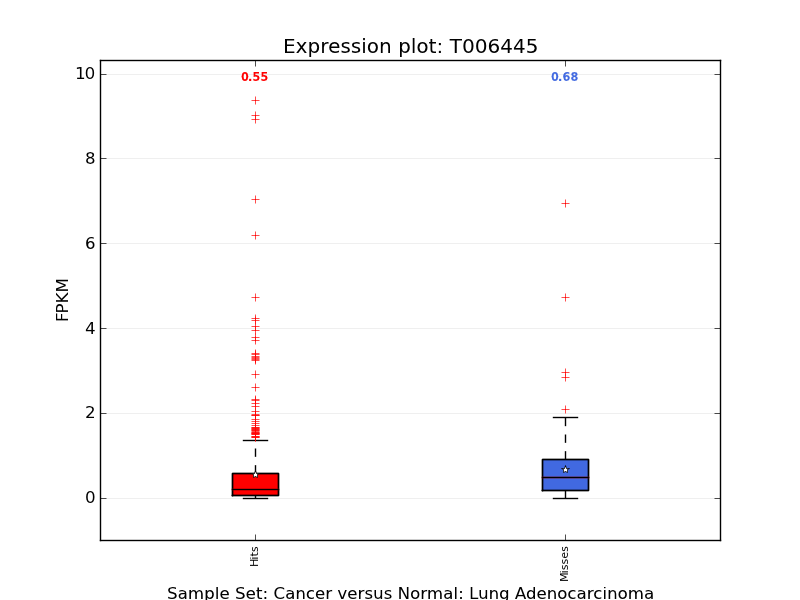 Expression plot: T006445
10
0.55
0.68
8
6
FPKM
4
2
0
Hits
Misses
Sample Set: Cancer versus Normal: Lung Adenocarcinoma